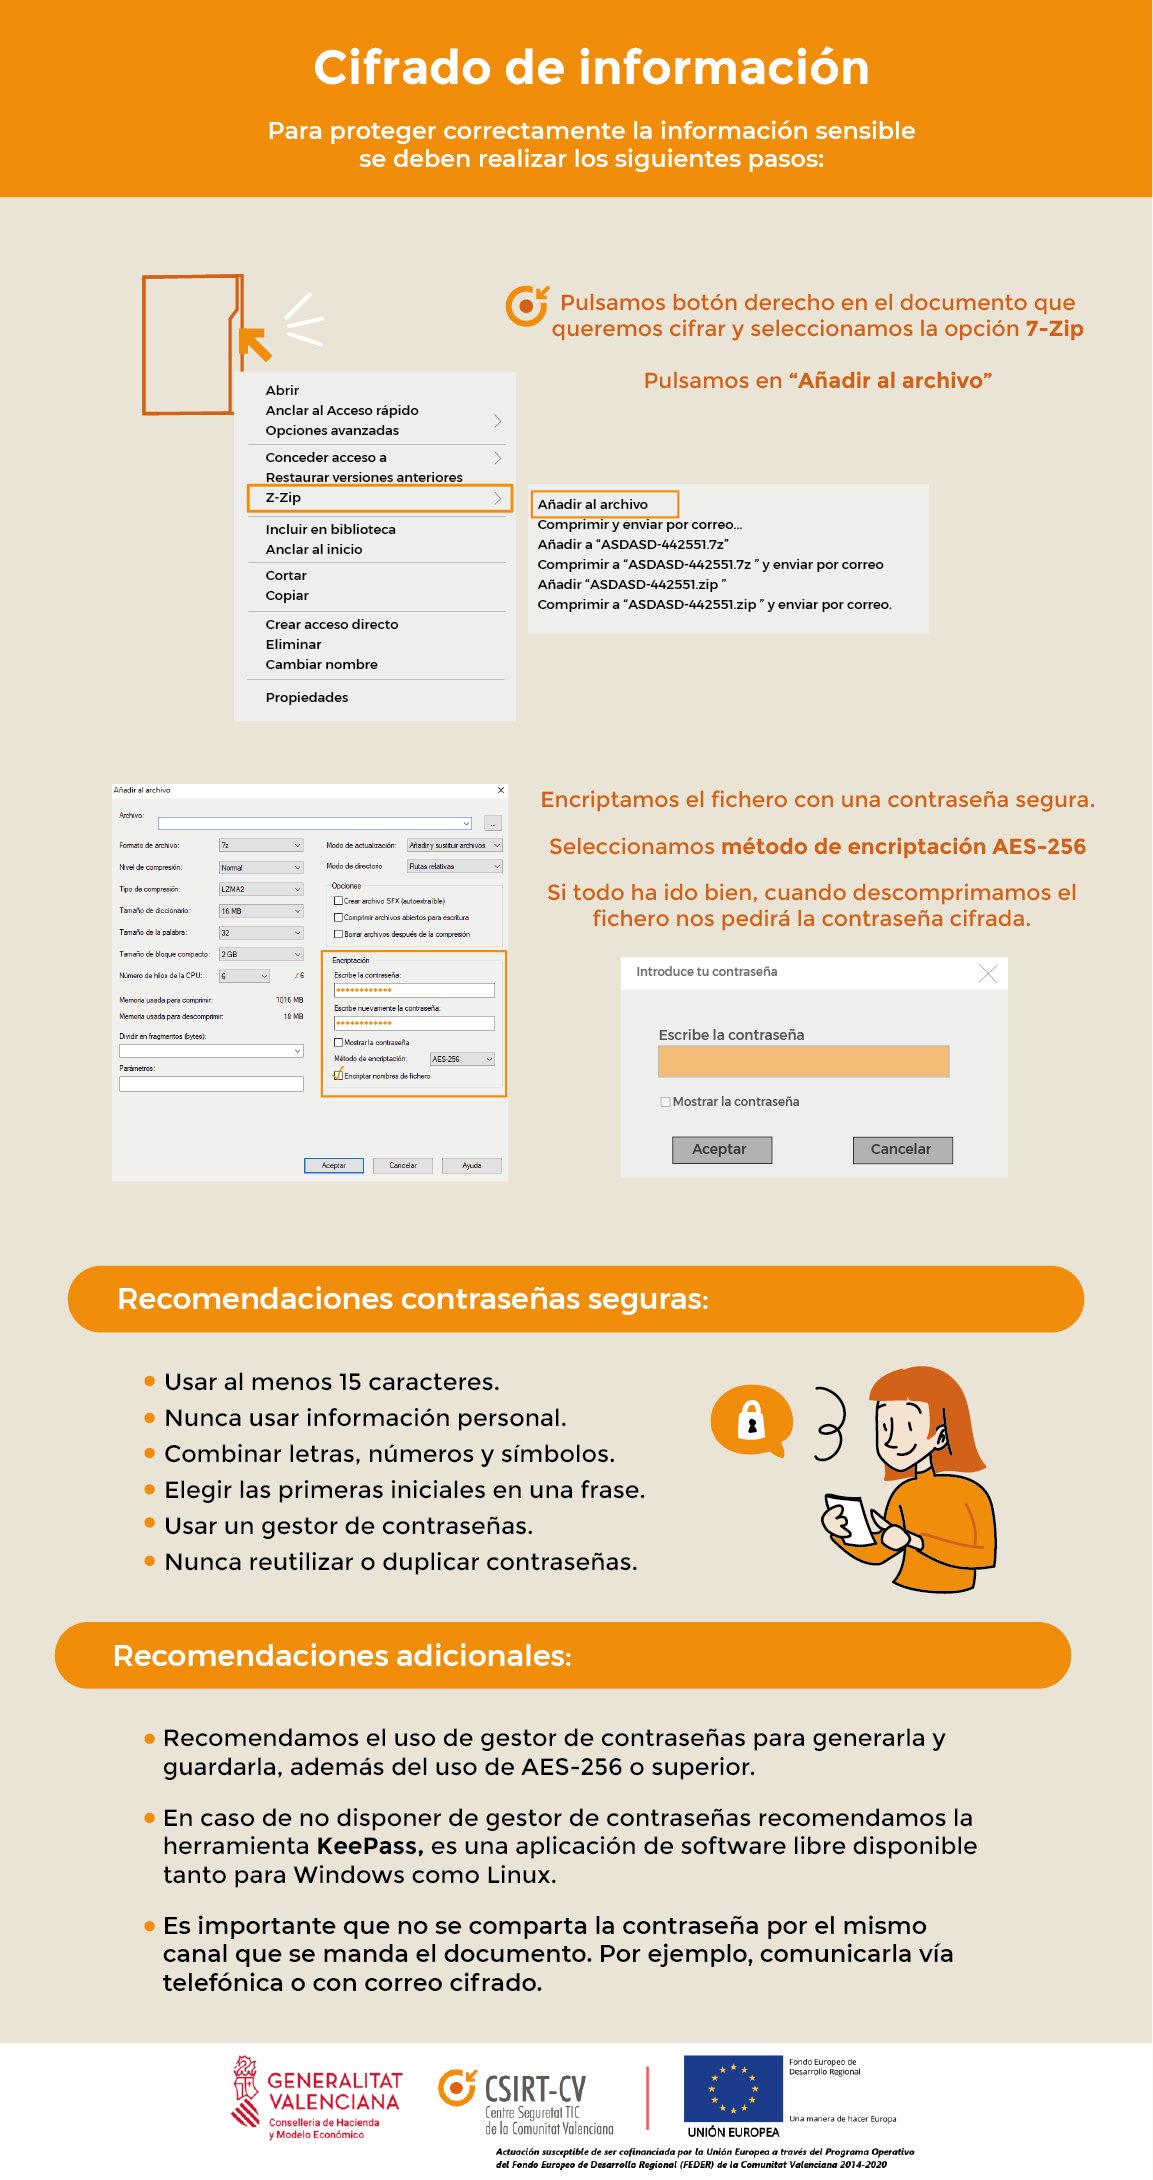 Cifrado de información
Para proteger correctamente la información sensible
se deben realizar los siguientes pasos:
Pulsamos botón derecho en el documento que
queremos cifrar y seleccionamos la opción 7-Zip
Pulsamos en “Añadir al archivo”
Abrir
Anclar al Acceso rápido
Opciones avanzadas
Conceder acceso a
Restaurar versiones anteriores
Z-Zip
Incluir en biblioteca
Anclar al inicio
Cortar
Copiar
Crear acceso directo
Eliminar
Cambiar nombre
Propiedades
Añadir al archivo
Comprimir y enviar por correo...
Añadir a “ASDASD-442551.7z”
Comprimir a “ASDASD-442551.7z ” y enviar por correo
Añadir “ASDASD-442551.zip ”
Comprimir a “ASDASD-442551.zip ” y enviar por correo.
Añadir al archivo
Archivo:
...
Formato de archivo: 7z
Nivel de compresión: Normal
Tipo de compresión: LZMA2
Tamaño de diccionario: 16 MB
Tamaño de la palabra: 32
Tamaño de bloque compacto: 2 GB
Número de hilos de la CPU: 6 / 6
Memoria usada para comprimir: 1016 MB
Memoria usada para descomprimir: 18 MB
Dividir en fragmentos (bytes):
Parámetros:
Modo de actualización: Añadir y sustituir archivos
Modo de directorio Rutas relativas
Opciones
Crear archivo SFX (autoextraíble)
Comprimir archivos abiertos para escritura
Borrar archivos después de la compresión
Encriptación
Escribe la contraseña:
************
Escribe nuevamente la contraseña:
************
Mostrar la contraseña
Método de encriptación: AES-256
Encriptar nombres de fichero
Aceptar Cancelar Ayuda
Encriptamos el fichero con una contraseña segura.
Seleccionamos método de encriptación AES-256
Si todo ha ido bien, cuando descomprimamos el
fichero nos pedirá la contraseña cifrada.
Introduce tu contraseña
Escribe la contraseña
Mostrar la contraseña
Aceptar Cancelar
Recomendaciones contraseñas seguras:
Usar al menos 15 caracteres.
Nunca usar información personal.
Combinar letras, números y símbolos.
Elegir las primeras iniciales en una frase.
Usar un gestor de contraseñas.
Nunca reutilizar o duplicar contraseñas.
Recomendaciones adicionales:
Recomendamos el uso de gestor de contraseñas para generarla y
guardarla, además del uso de AES-256 o superior.
En caso de no disponer de gestor de contraseñas recomendamos la
herramienta KeePass, es una aplicación de software libre disponible
tanto para Windows como Linux.
Es importante que no se comparta la contraseña por el mismo
canal que se manda el documento. Por ejemplo, comunicarla vía
telefónica o con correo cifrado.
GENERALITAT
VALENCIANA
Conselleria de Hacienda
y Modelo Económico
CSIRT-CV
Centre Seguretat TIC
de la Comunitat Valenciana
UNIÓN EUROPEA
Fondo Europeo de
Desarrollo Regional
Una manera de hacer Europa
Actuación susceptible de ser cofinanciada por la Unión Europea a través del Programa Operativo
del Fondo Europeo de Desarrollo Regional (FEDER) de la Comunitat Valenciana 2014-2020